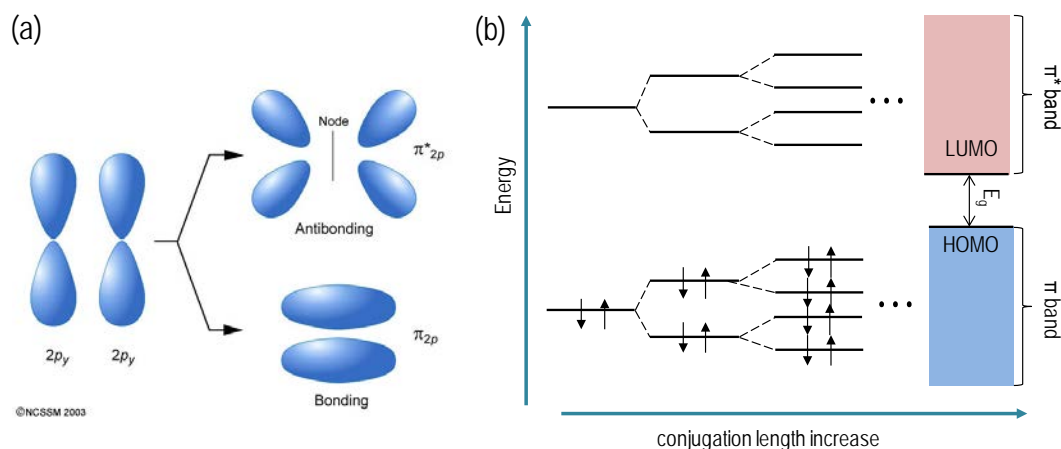 (a)
Node
π*2p
Antibonding
2py
2py
π2p
Bonding
©NCSSM 2003
(b)
Energy
π* band
LUMO
Eg
HOMO
π band
conjugation length increase